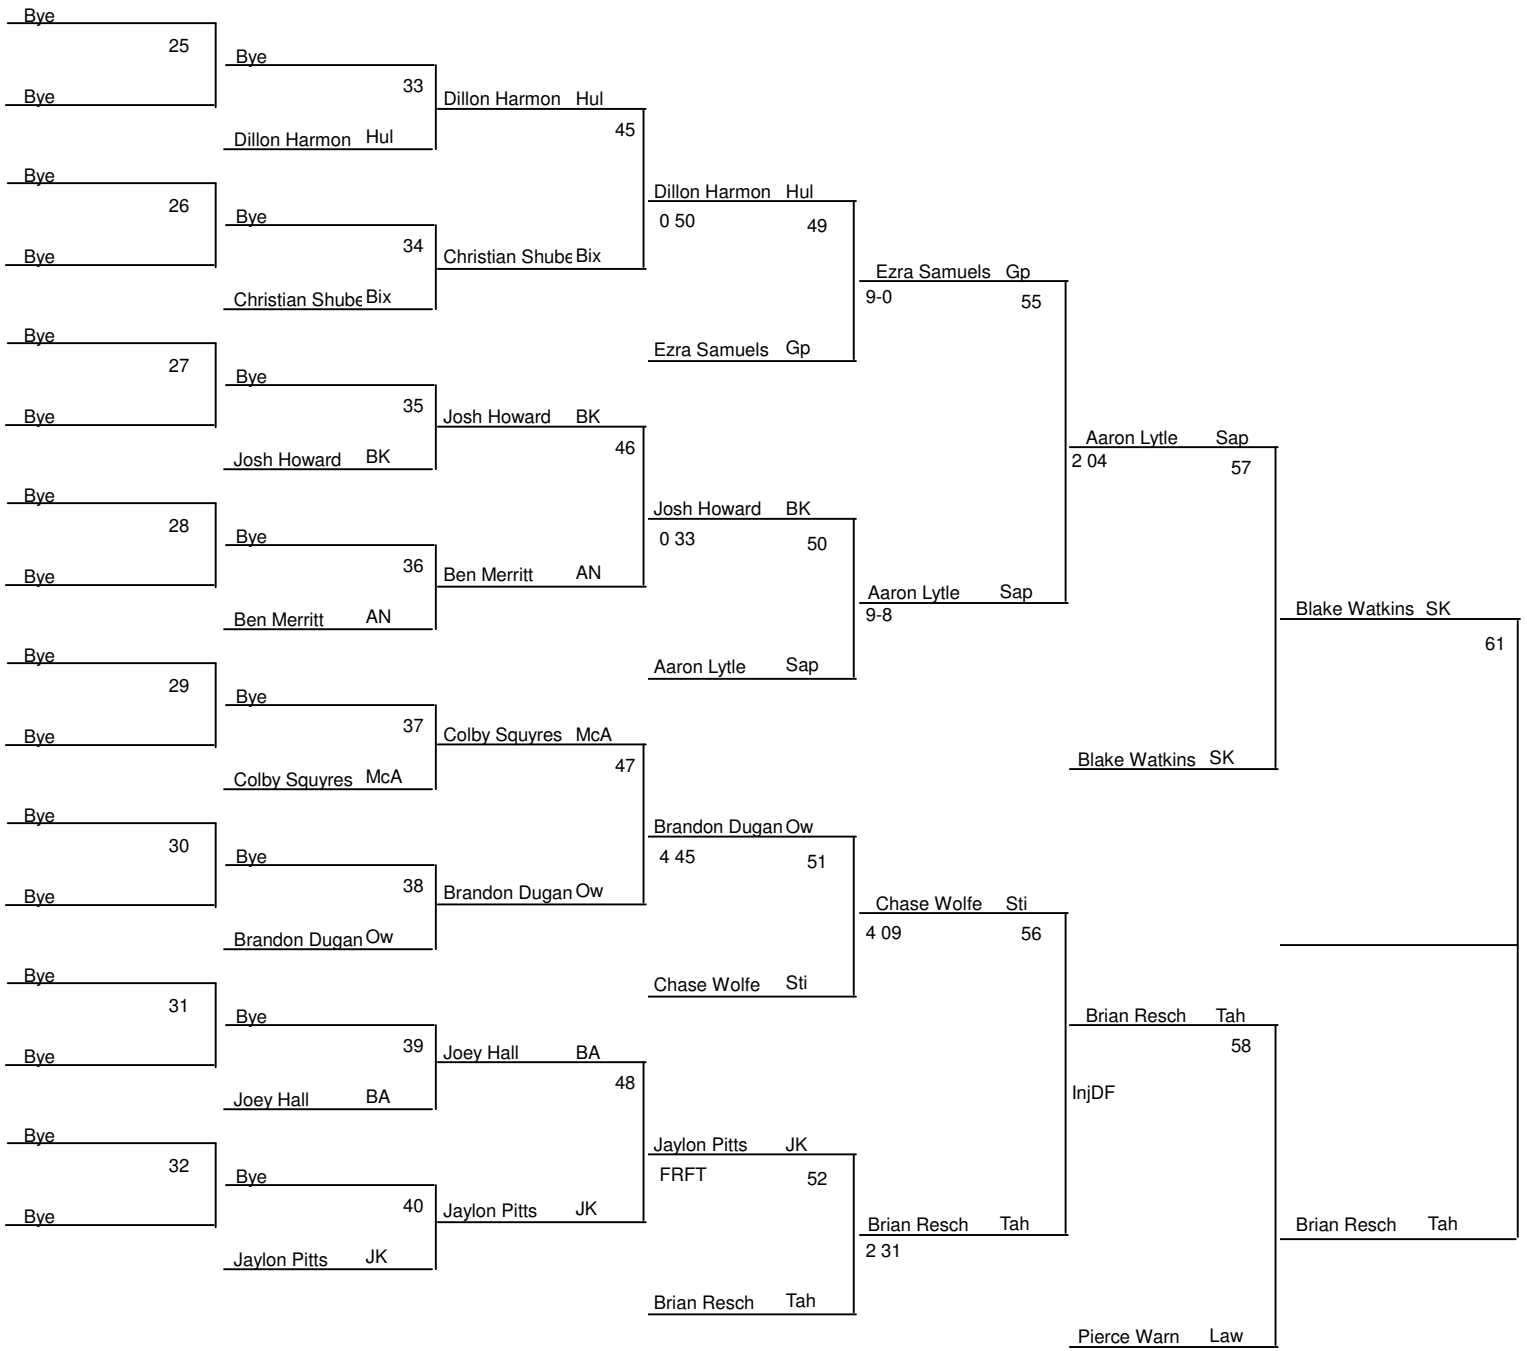 Bye
25
Bye
Bye
33
Dillon Harmon Hul
Dillon Harmon Hul
45
Bye
26
Bye
Bye
34
Christian Shube Bix
Christian Shube Bix
Dillon Harmon Hul
0 50
49
Ezra Samuels Gp
Ezra Samuels Gp
9-0
55
Bye
27
Bye
Bye
35
Josh Howard BK
Josh Howard BK
46
Bye
28
Bye
Bye
36
Ben Merritt AN
Ben Merritt AN
Josh Howard BK
0 33
50
Aaron Lytle Sap
Aaron Lytle Sap
9-8
Aaron Lytle Sap
2 04
57
Blake Watkins SK
Blake Watkins SK
61
Bye
29
Bye
Bye
37
Colby Squyres McA
Colby Squyres McA
47
Bye
30
Bye
Bye
38
Brandon Dugan Ow
Brandon Dugan Ow
Brandon Dugan Ow
4 45
51
Chase Wolfe Sti
Chase Wolfe Sti
4 09
56
Bye
31
Bye
Bye
39
Joey Hall BA
Joey Hall BA
48
Bye
32
Bye
Bye
40
Jaylon Pitts JK
Jaylon Pitts JK
Jaylon Pitts JK
FRFT
52
Brian Resch Tah
Brian Resch Tah
2 31
Brian Resch Tah
58
InjDF
Pierce Warn Law
Brian Resch Tah